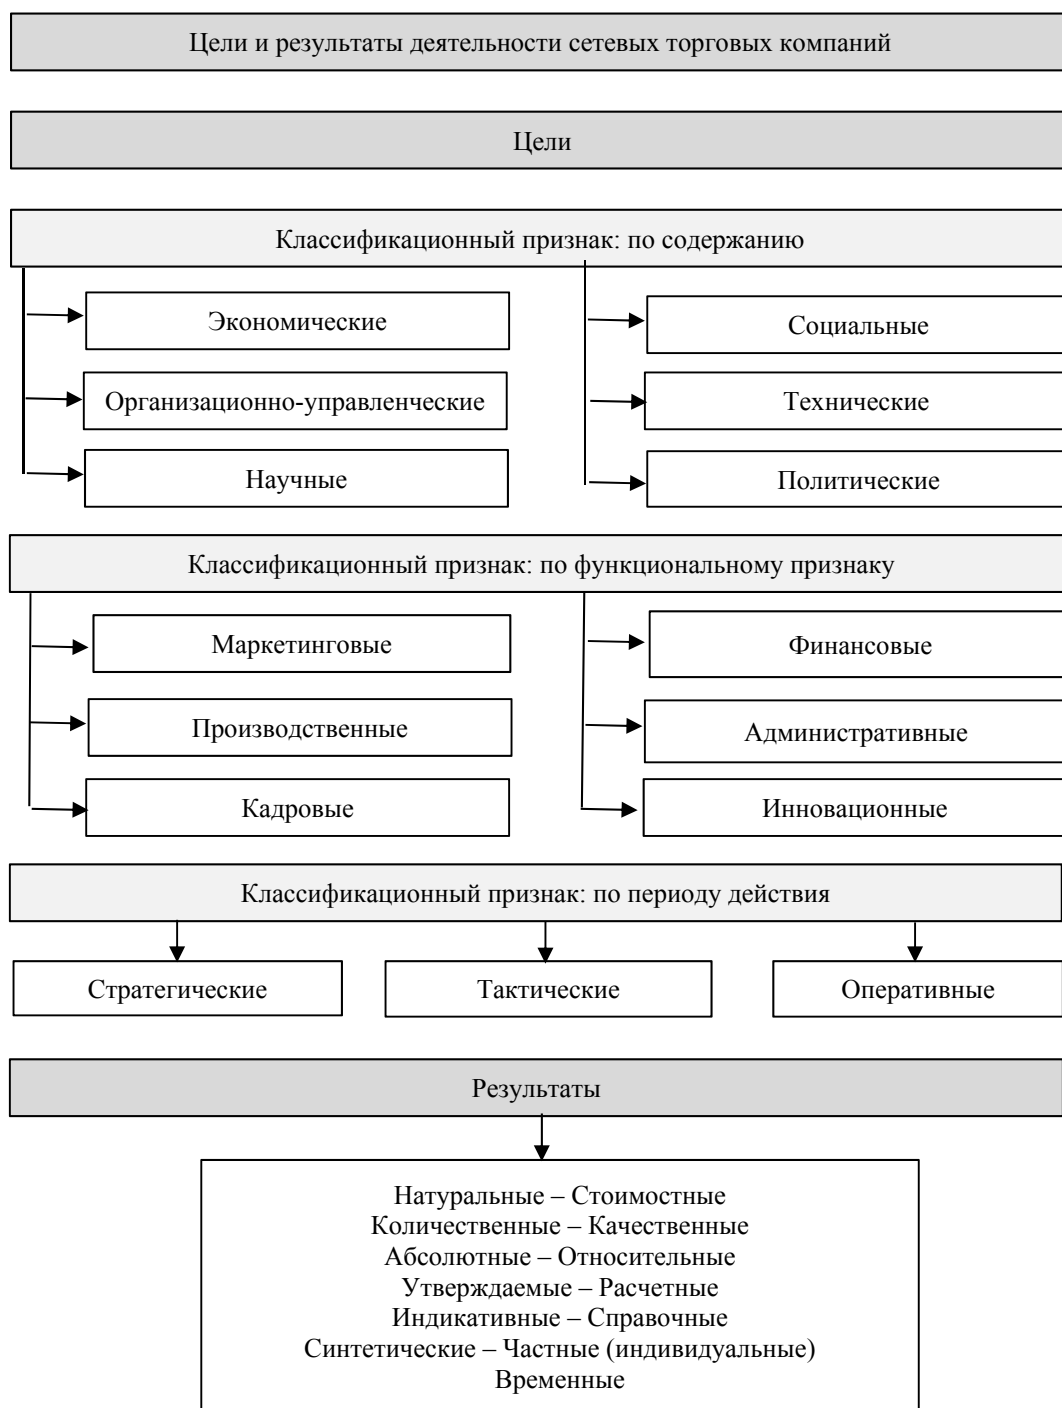 Цели и результаты деятельности сетевых торговых компаний
Цели
Классификационный признак: по содержанию
Экономические
Социальные
Организационно-управленческие
Технические
Научные
Политические
Классификационный признак: по функциональному признаку
Маркетинговые
Финансовые
Производственные
Административные
Кадровые
Инновационные
Классификационный признак: по периоду действия
Стратегические
Тактические
Оперативные
Результаты
Натуральные – Стоимостные
Количественные – Качественные
Абсолютные – Относительные
Утверждаемые – Расчетные
Индикативные – Справочные
Синтетические – Частные (индивидуальные)
Временные